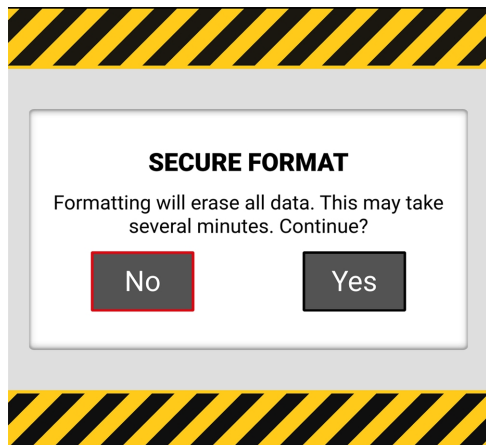 SECURE FORMAT
Formatting will erase all data. This may take
several minutes. Continue?
No
Yes